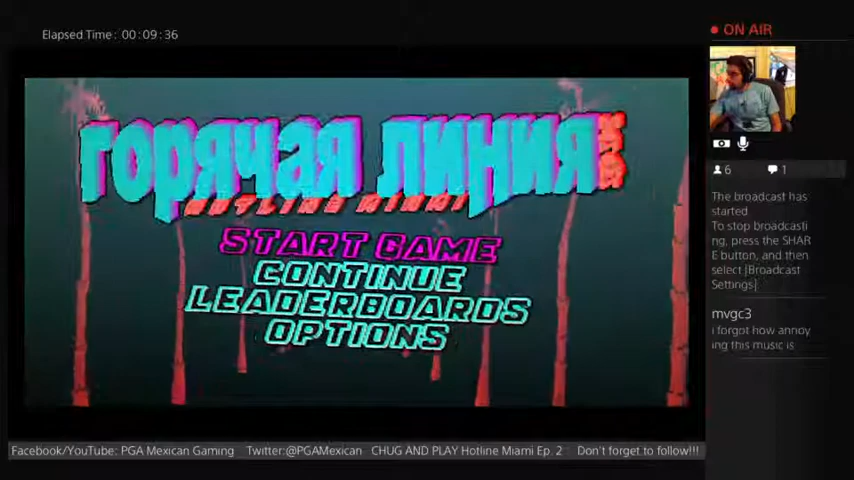 Elapsed Time : 00:09:36
ON AIR
горячая линия
HOTLINE MIAMI
START GAME
CONTINUE
LEADERBOARDS
OPTIONS
6
1
The broadcast has
started
To stop broadcasti
ng, press the SHAR
E button, and then
select [Broadcast
Settings]
mvgc3
i forgot how annoy
ing this music is
Facebook/YouTube: PGA Mexican Gaming Twitter:@PGAMexican CHUG AND PLAY Hotline Miami Ep. 2 Don't forget to follow!!!